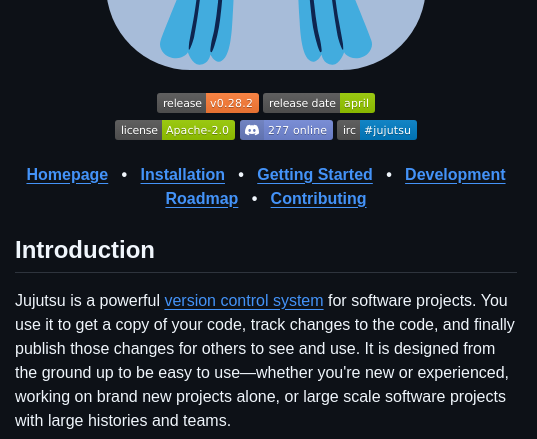 release v0.28.2 release date april
license Apache-2.0 277 online irc #jujutsu
Homepage • Installation • Getting Started • Development
Roadmap • Contributing
Introduction
Jujutsu is a powerful version control system for software projects. You
use it to get a copy of your code, track changes to the code, and finally
publish those changes for others to see and use. It is designed from
the ground up to be easy to use—whether you're new or experienced,
working on brand new projects alone, or large scale software projects
with large histories and teams.